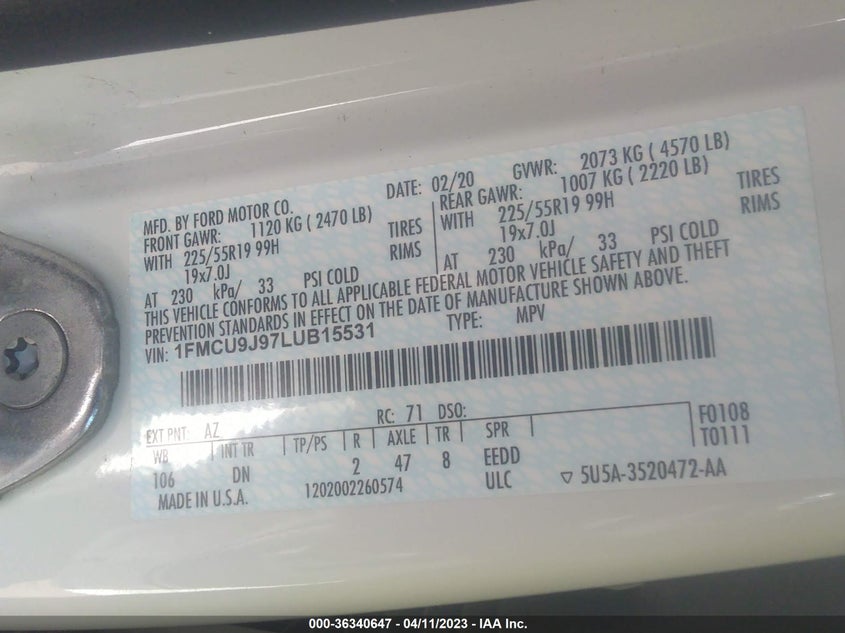 MFD. BY FORD MOTOR CO.
DATE: 02/20 GVWR: 2073 KG ( 4570 LB)
FRONT GAWR: 1120 KG ( 2470 LB)
REAR GAWR: 1007 KG ( 2220 LB)
WITH 225/55R19 99H TIRES
WITH 225/55R19 99H TIRES
19x7.0J RIMS
19x7.0J RIMS
AT 230 kPa/ 33 PSI COLD
AT 230 kPa/ 33 PSI COLD
THIS VEHICLE CONFORMS TO ALL APPLICABLE FEDERAL MOTOR VEHICLE SAFETY AND THEFT
PREVENTION STANDARDS IN EFFECT ON THE DATE OF MANUFACTURE SHOWN ABOVE.
VIN: 1FMCU9J97LUB15531 TYPE: MPV
EXT PNT: AZ RC: 71 DSO:
WB INT TR TP/PS R AXLE TR SPR F0108
106 DN 2 47 8 EEDD T0111
MADE IN U.S.A. 1202002260574 ULC ▽ 5U5A-3520472-AA
000-36340647 - 04/11/2023 - IAA Inc.